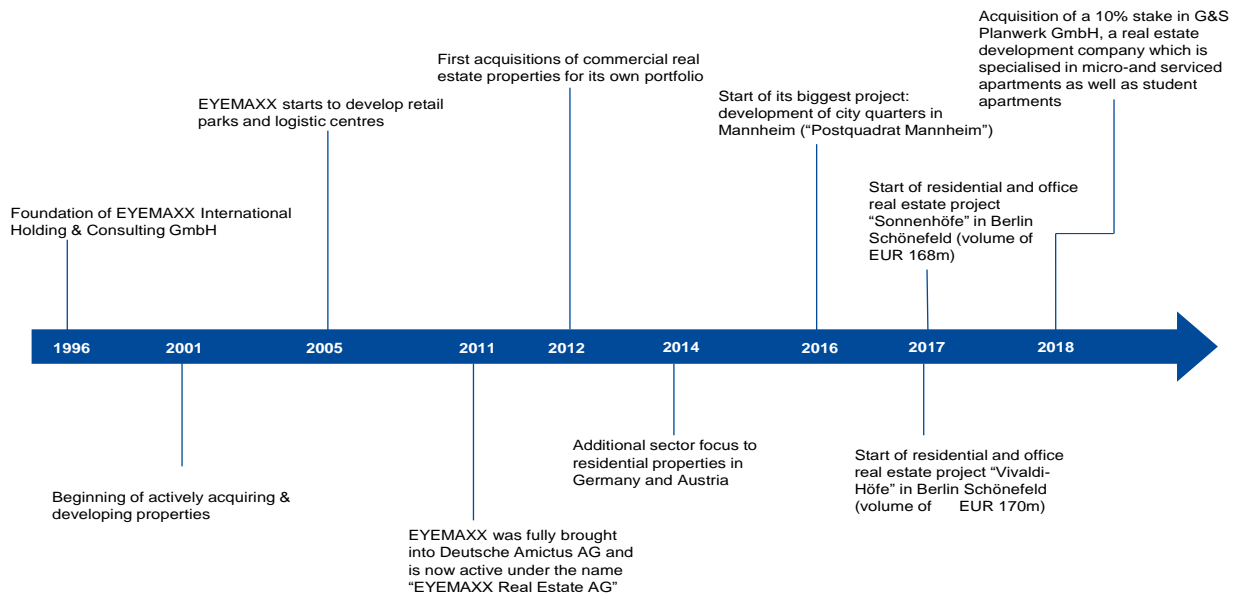 Acquisition of a 10% stake in G&S
Planwerk GmbH, a real estate
development company which is
specialised in micro-and serviced
apartments as well as student
apartments
First acquisitions of commercial real
estate properties for its own portfolio
EYEMAXX starts to develop retail
parks and logistic centres
Start of its biggest project:
development of city quarters in
Mannheim (“Postquadrat Mannheim”)
Start of residential and office
real estate project
“Sonnenhöfe” in Berlin
Schönefeld (volume of
EUR 168m)
Foundation of EYEMAXX International
Holding & Consulting GmbH
1996 2001 2005 2011 2012 2014 2016 2017 2018
Beginning of actively acquiring &
developing properties
Additional sector focus to
residential properties in
Germany and Austria
Start of residential and office
real estate project “Vivaldi-
Höfe” in Berlin Schönefeld
(volume of EUR 170m)
EYEMAXX was fully brought
into Deutsche Amictus AG and
is now active under the name
“EYEMAXX Real Estate AG”